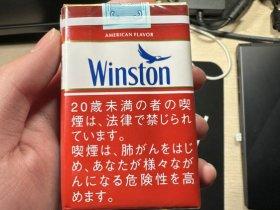 AMERICAN FLAVOR
Winston
20歳未満の者の喫
煙は、法律で禁じられ
ています。
喫煙は、肺がんをはじ
め、あなたが様々なが
んになる危険性を高
めます。